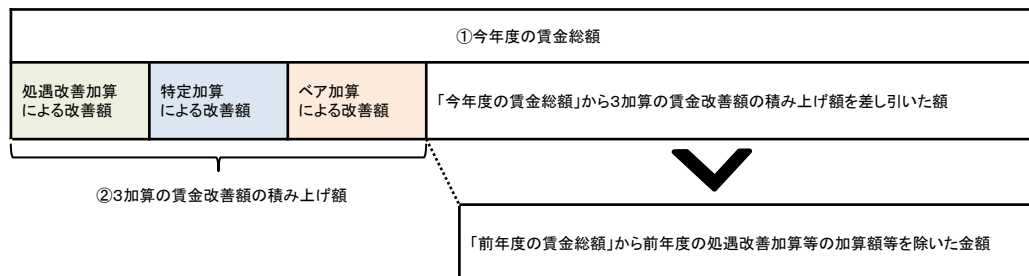 ①今年度の賃金総額
処遇改善加算
による改善額
特定加算
による改善額
ベア加算
による改善額
「今年度の賃金総額」から3加算の賃金改善額の積み上げ額を差し引いた額
②3加算の賃金改善額の積み上げ額
「前年度の賃金総額」から前年度の処遇改善加算等の加算額等を除いた金額